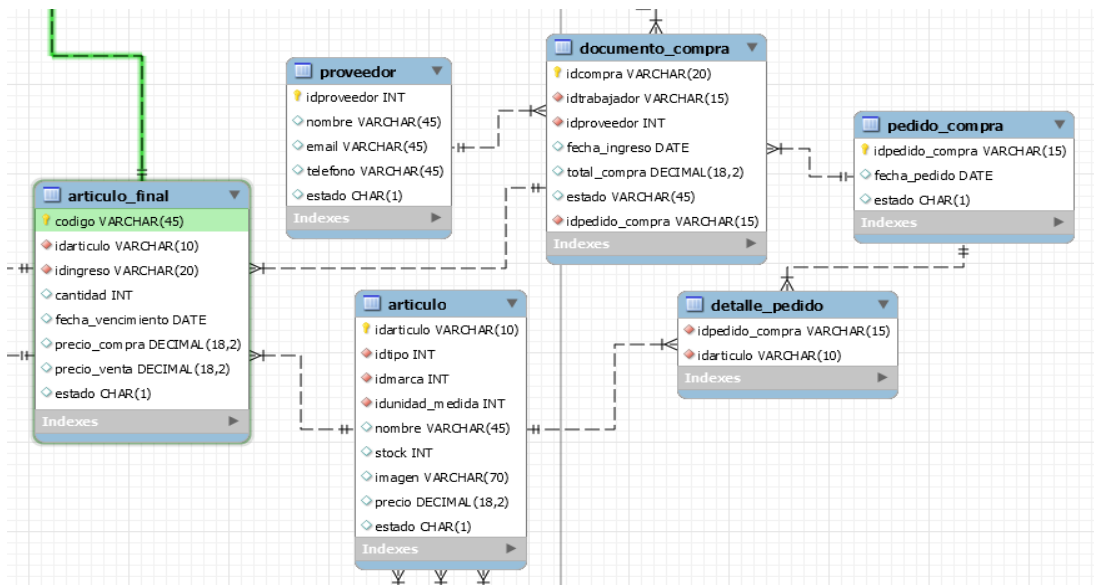 documento_compra
idcompra VARCHAR(20)
idtrabajador VARCHAR(15)
idproveedor INT
fecha_ingreso DATE
total_compra DECIMAL(18,2)
estado VARCHAR(45)
idpedido_compra VARCHAR(15)
Indexes
proveedor
idproveedor INT
nombre VARCHAR(45)
email VARCHAR(45)
telefono VARCHAR(45)
estado CHAR(1)
Indexes
pedido_compra
idpedido_compra VARCHAR(15)
fecha_pedido DATE
estado CHAR(1)
Indexes
articulo_final
codigo VARCHAR(45)
idarticulo VARCHAR(10)
idingreso VARCHAR(20)
cantidad INT
fecha_vencimiento DATE
precio_compra DECIMAL(18,2)
precio_venta DECIMAL(18,2)
estado CHAR(1)
Indexes
articulo
idarticulo VARCHAR(10)
idtipo INT
idmarca INT
idunidad_medida INT
nombre VARCHAR(45)
stock INT
imagen VARCHAR(70)
precio DECIMAL(18,2)
estado CHAR(1)
Indexes
detalle_pedido
idpedido_compra VARCHAR(15)
idarticulo VARCHAR(10)
Indexes